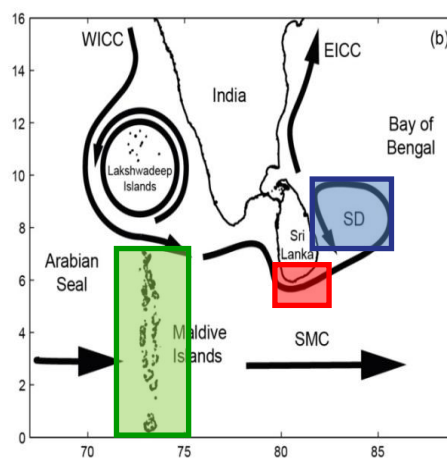 16
14
12
10
8
6
4
2
0
70
75
80
85
WICC
EICC
(b)
India
Bay of
Bengal
Lakshwadeep
Islands
SD
Sri
Lanka
Arabian
Seal
Maldive
Islands
SMC